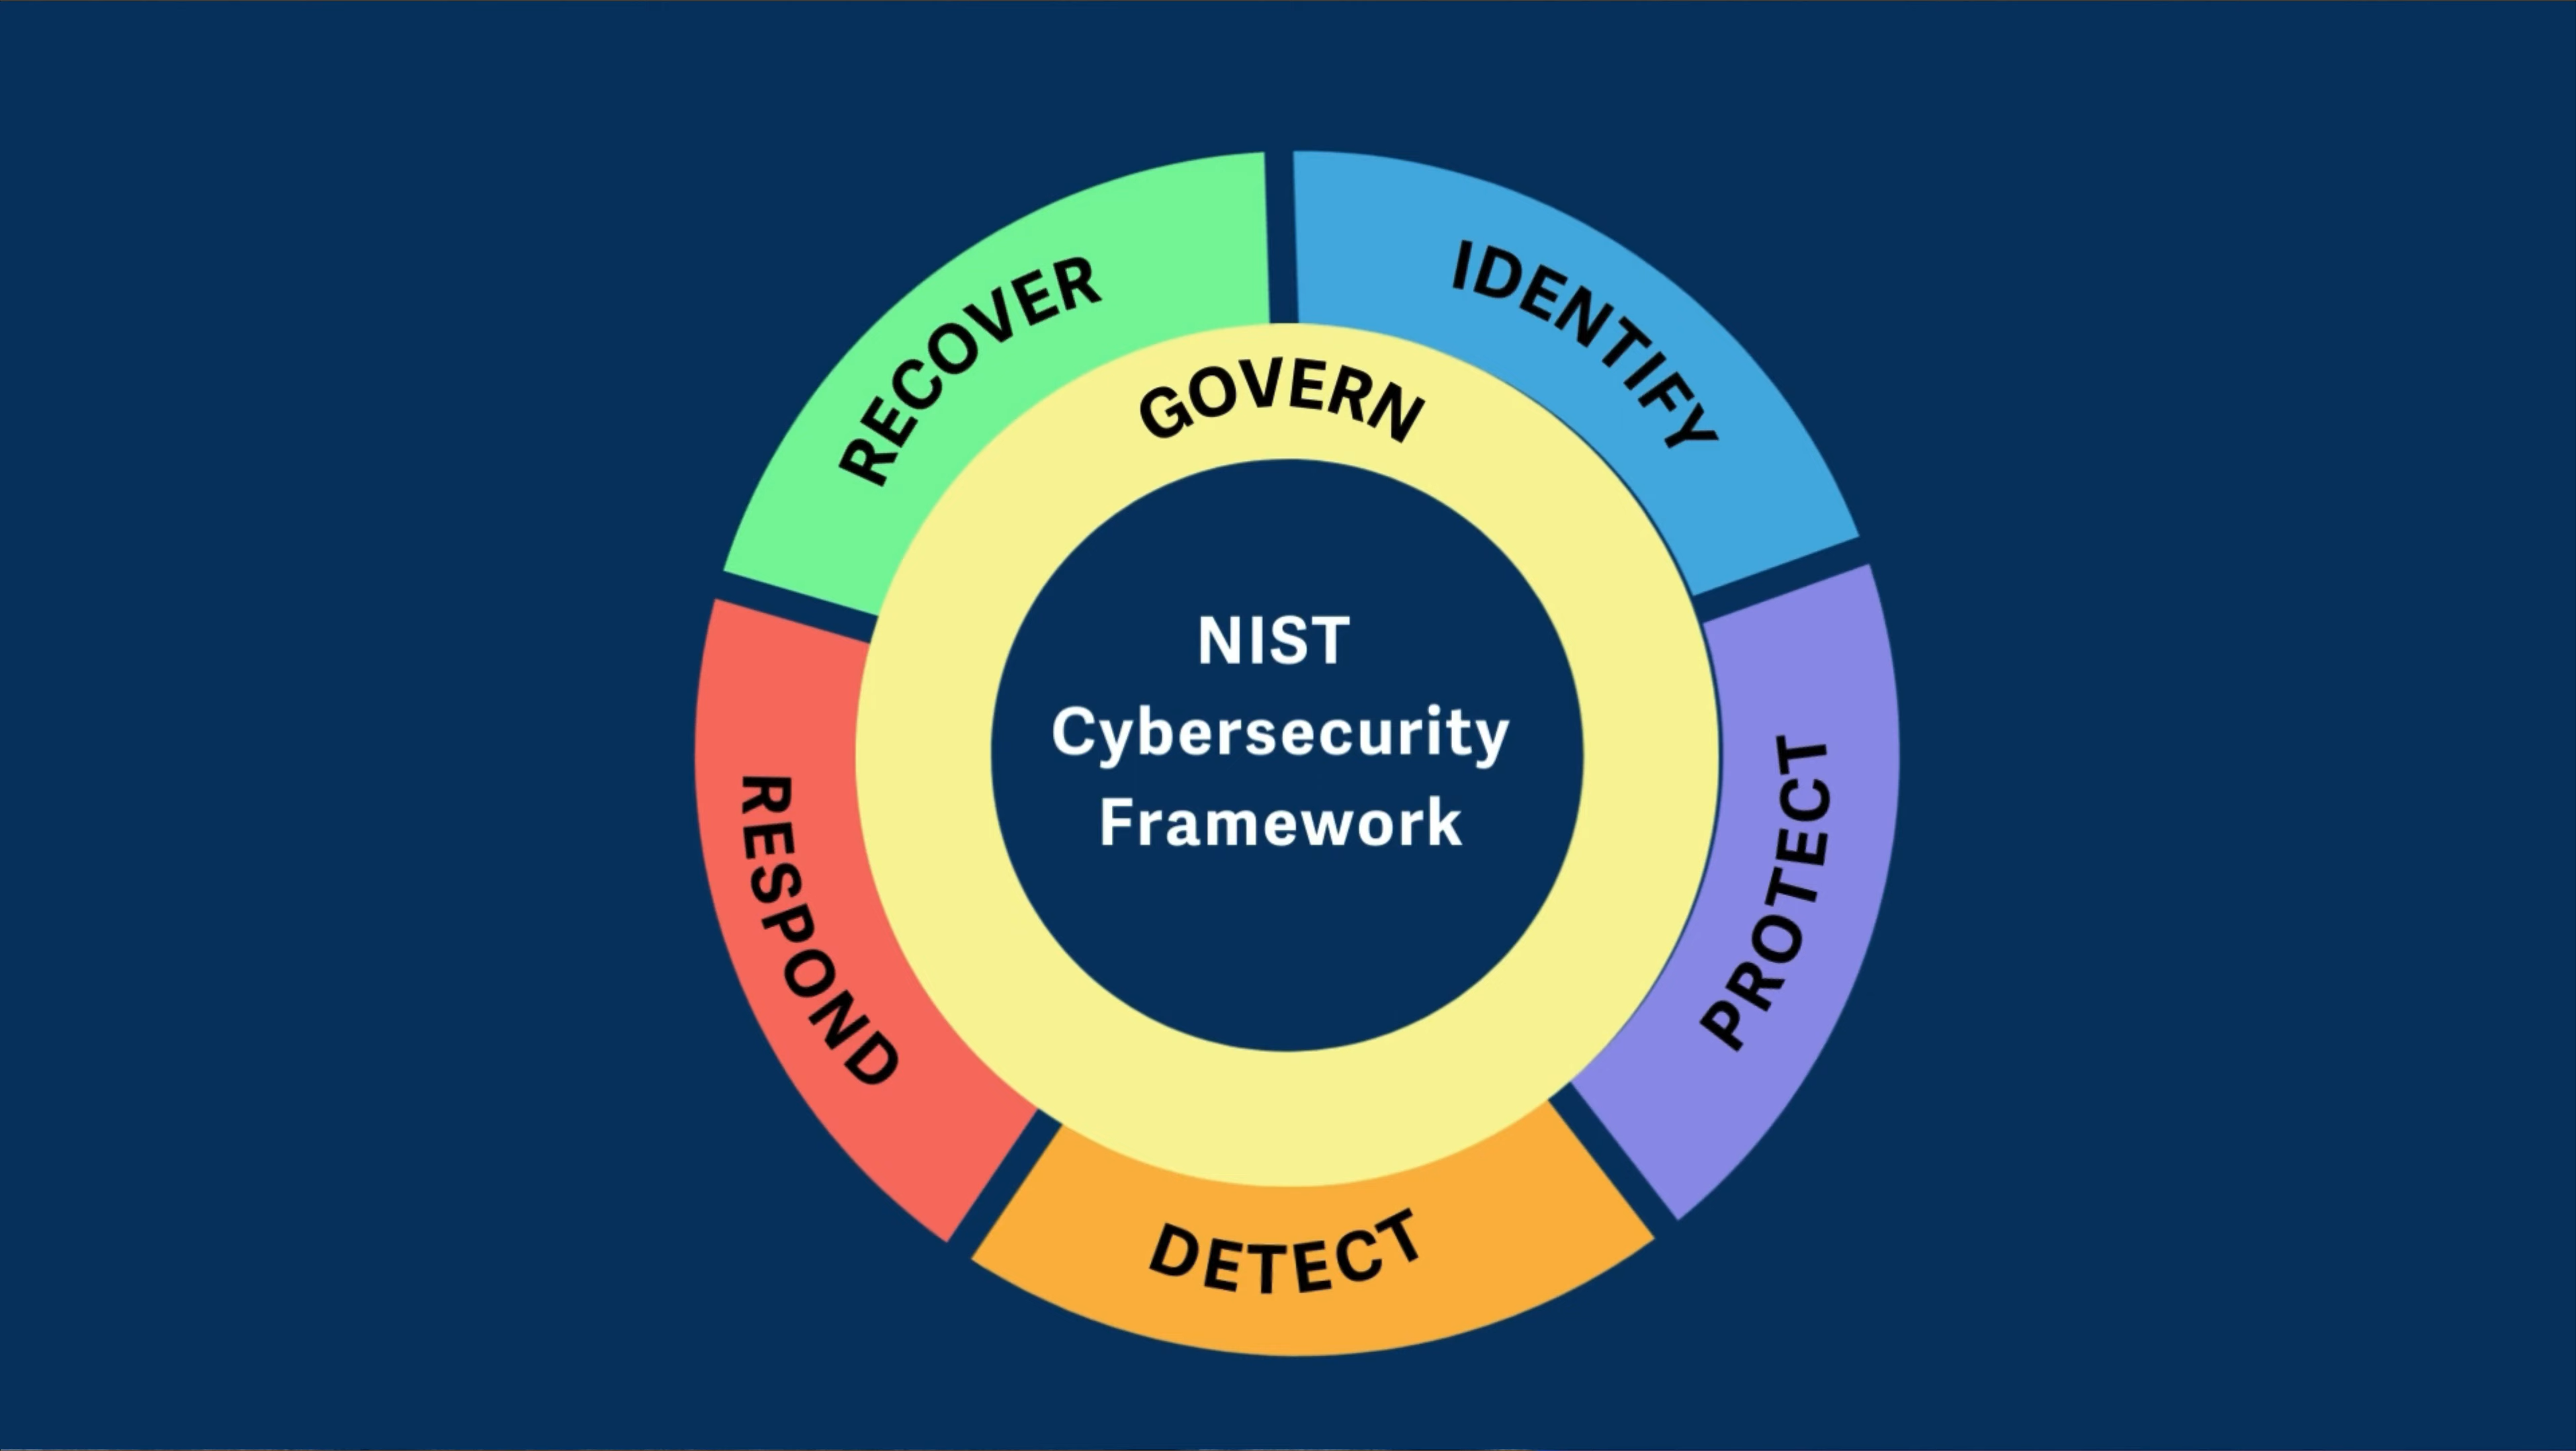 RECOVER
IDENTIFY
GOVERN
NIST
Cybersecurity
Framework
PROTECT
RESPOND
DETECT